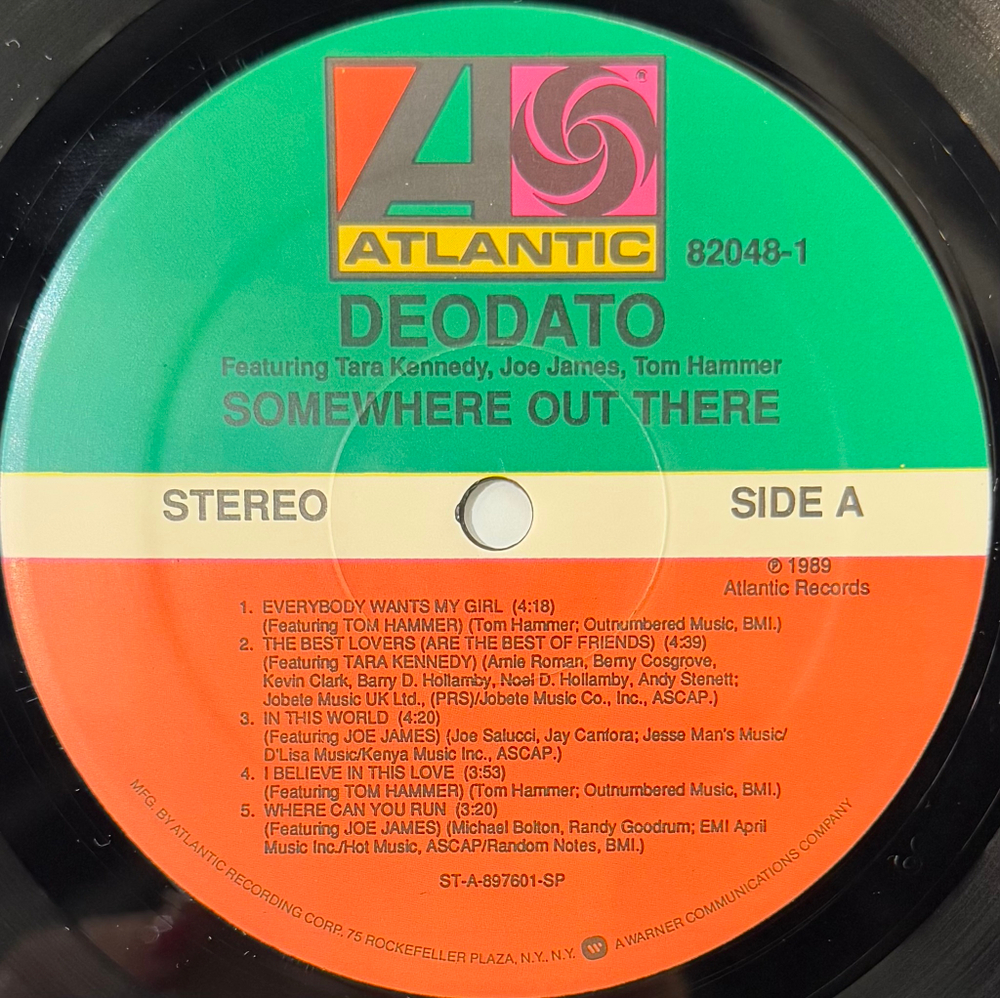 A
®
ATLANTIC
82048-1
DEODATO
Featuring Tara Kennedy, Joe James, Tom Hammer
SOMEWHERE OUT THERE
STEREO
SIDE A
℗ 1989
Atlantic Records
1. EVERYBODY WANTS MY GIRL (4:18)
(Featuring TOM HAMMER) (Tom Hammer; Outnumbered Music, BMI.)
2. THE BEST LOVERS (ARE THE BEST OF FRIENDS) (4:39)
(Featuring TARA KENNEDY) (Arnie Roman, Berny Cosgrove,
Kevin Clark, Barry D. Hollamby, Noel D. Hollamby, Andy Stenett;
Jobete Music UK Ltd., (PRS)/Jobete Music Co., Inc., ASCAP.)
3. IN THIS WORLD (4:20)
(Featuring JOE JAMES) (Joe Salucci, Jay Canfora; Jesse Man's Music/
D'Lisa Music/Kenya Music Inc., ASCAP.)
4. I BELIEVE IN THIS LOVE (3:53)
(Featuring TOM HAMMER) (Tom Hammer; Outnumbered Music, BMI.)
5. WHERE CAN YOU RUN (3:20)
(Featuring JOE JAMES) (Michael Bolton, Randy Goodrum; EMI April
Music Inc./Hot Music, ASCAP/Random Notes, BMI.)
ST-A-897601-SP
MFG. BY ATLANTIC RECORDING CORP. 75 ROCKEFELLER PLAZA, N.Y., N.Y. A WARNER COMMUNICATIONS COMPANY